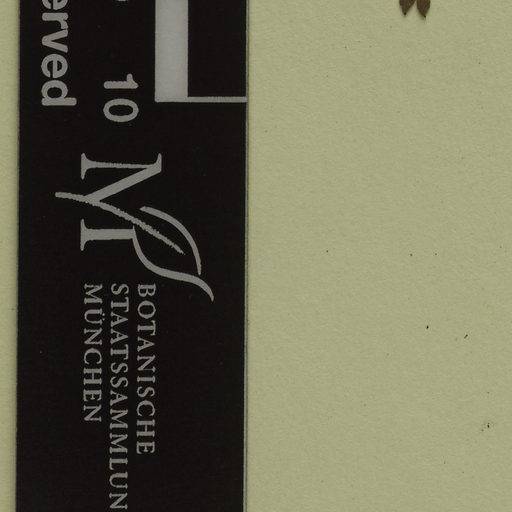 erved
10
BOTANISCHE
STAATSSAMMLUN
MÜNCHEN